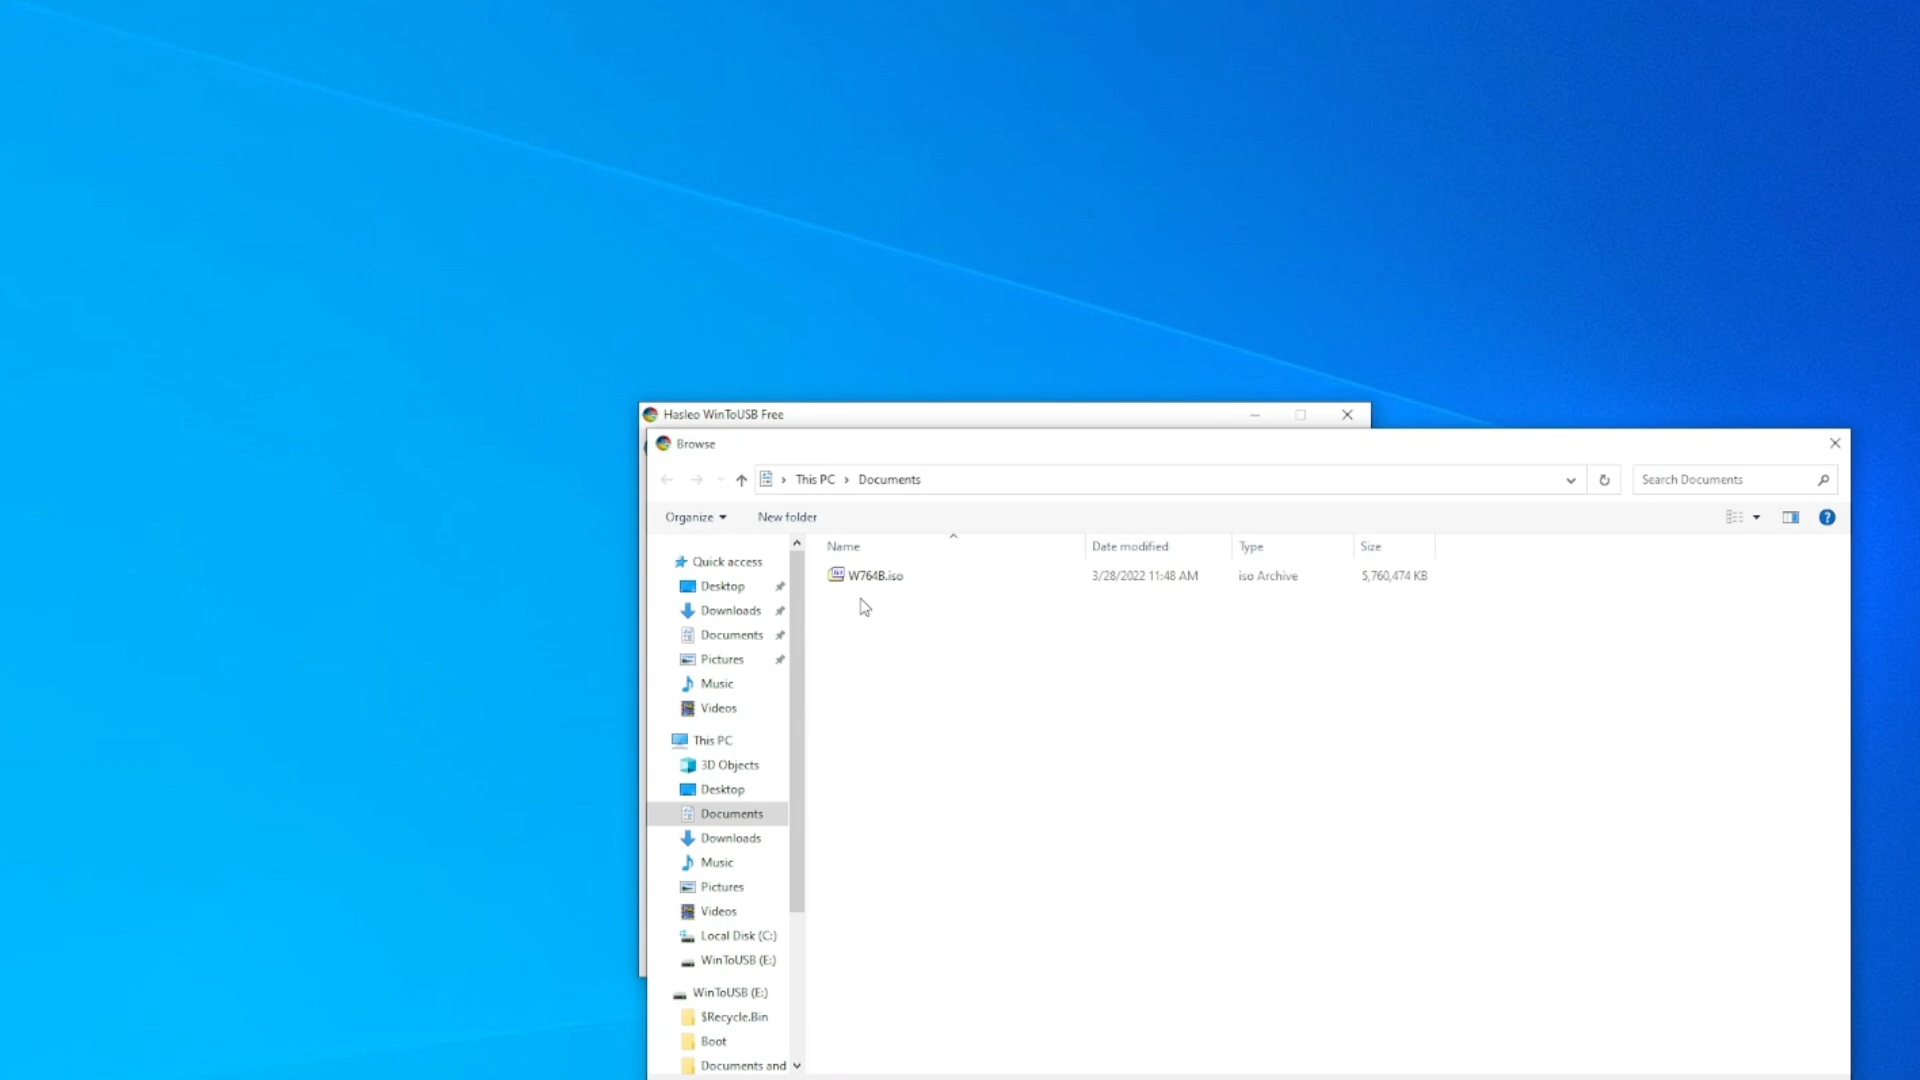 Hasleo WinToUSB Free
Browse
This PC › Documents
Search Documents
Organize
New folder
Name
Date modified
Type
Size
W764B.iso
3/28/2022 11:48 AM
iso Archive
5,760,474 KB
Quick access
Desktop
Downloads
Documents
Pictures
Music
Videos
This PC
3D Objects
Desktop
Documents
Downloads
Music
Pictures
Videos
Local Disk (C:)
WinToUSB (E:)
WinToUSB (E:)
$Recycle.Bin
Boot
Documents and